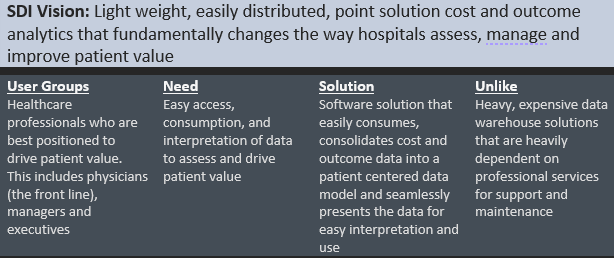 SDI Vision: Light weight, easily distributed, point solution cost and outcome
analytics that fundamentally changes the way hospitals assess, manage and
improve patient value
User Groups
Healthcare
professionals who are
best positioned to
drive patient value.
This includes physicians
(the front line),
managers and
executives
Need
Easy access,
consumption, and
interpretation of data
to assess and drive
patient value
Solution
Software solution that
easily consumes,
consolidates cost and
outcome data into a
patient centered data
model and seamlessly
presents the data for
easy interpretation and
use
Unlike
Heavy, expensive data
warehouse solutions
that are heavily
dependent on
professional services
for support and
maintenance